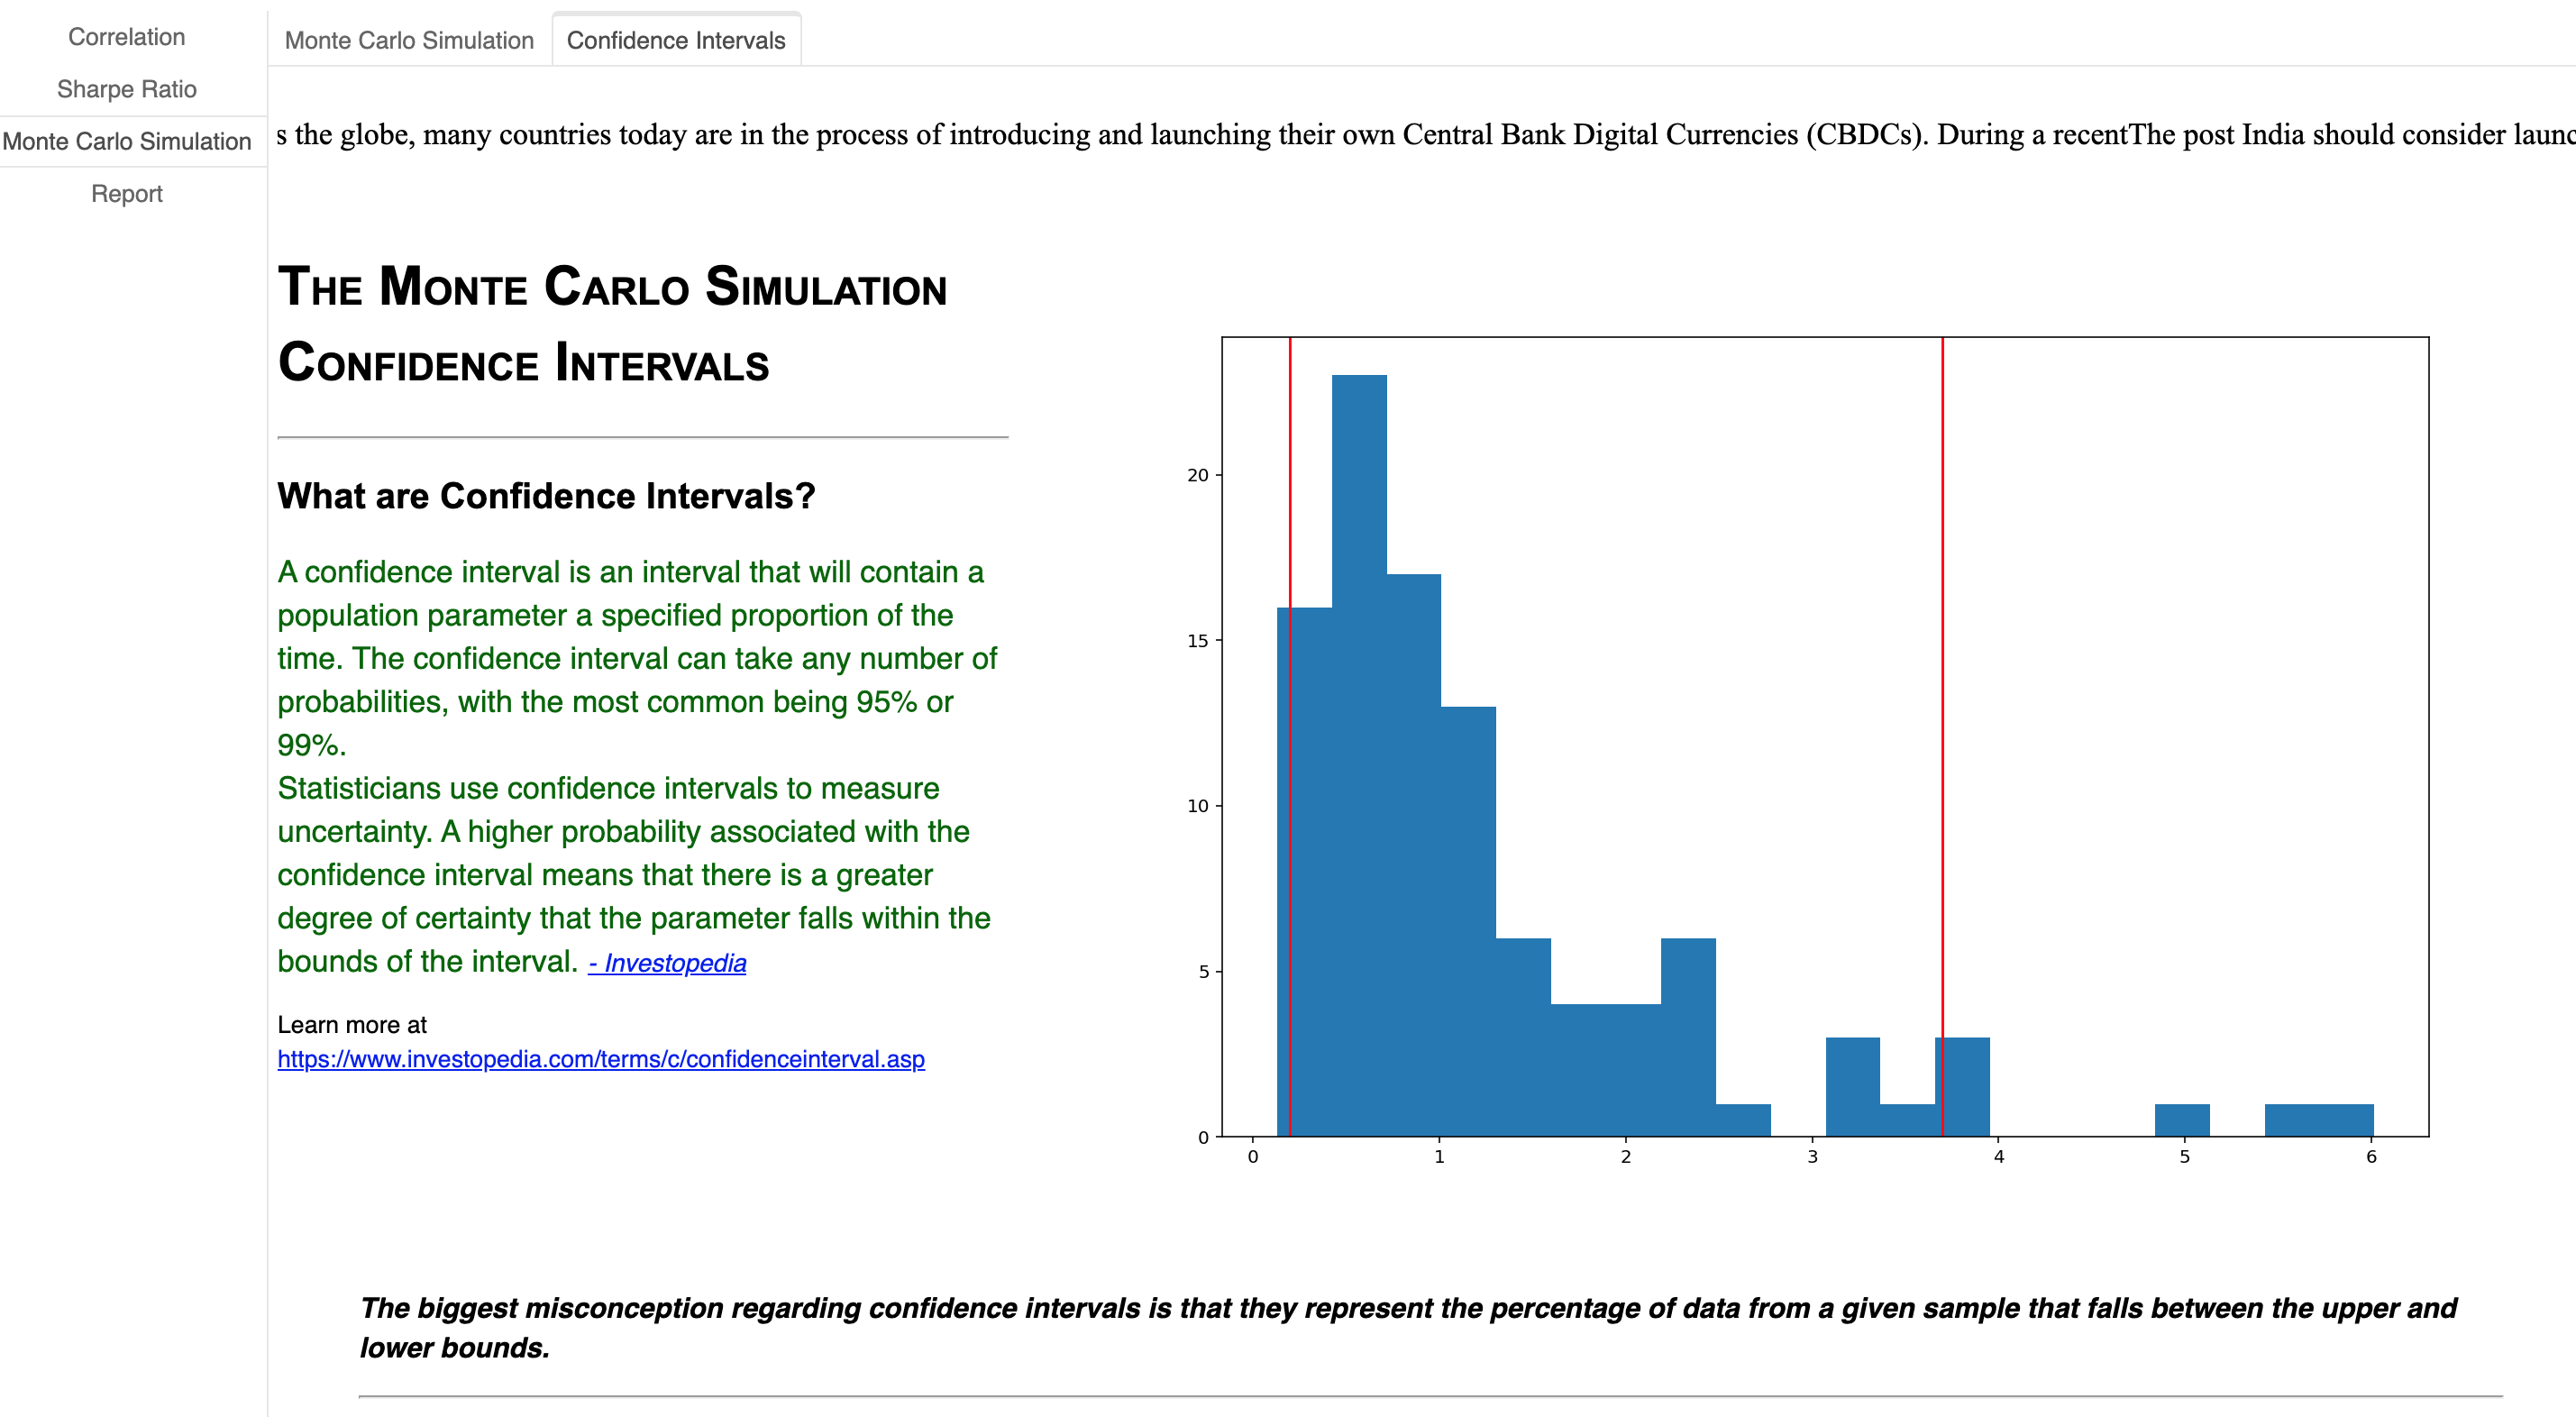 Correlation
Sharpe Ratio
Monte Carlo Simulation
Report
Monte Carlo Simulation
Confidence Intervals
s the globe, many countries today are in the process of introducing and launching their own Central Bank Digital Currencies (CBDCs). During a recentThe post India should consider launc
The Monte Carlo Simulation
Confidence Intervals
What are Confidence Intervals?
A confidence interval is an interval that will contain a
population parameter a specified proportion of the
time. The confidence interval can take any number of
probabilities, with the most common being 95% or
99%.
Statisticians use confidence intervals to measure
uncertainty. A higher probability associated with the
confidence interval means that there is a greater
degree of certainty that the parameter falls within the
bounds of the interval. - Investopedia
Learn more at
https://www.investopedia.com/terms/c/confidenceinterval.asp
20
15
10
5
0
0 1 2 3 4 5 6
The biggest misconception regarding confidence intervals is that they represent the percentage of data from a given sample that falls between the upper and
lower bounds.